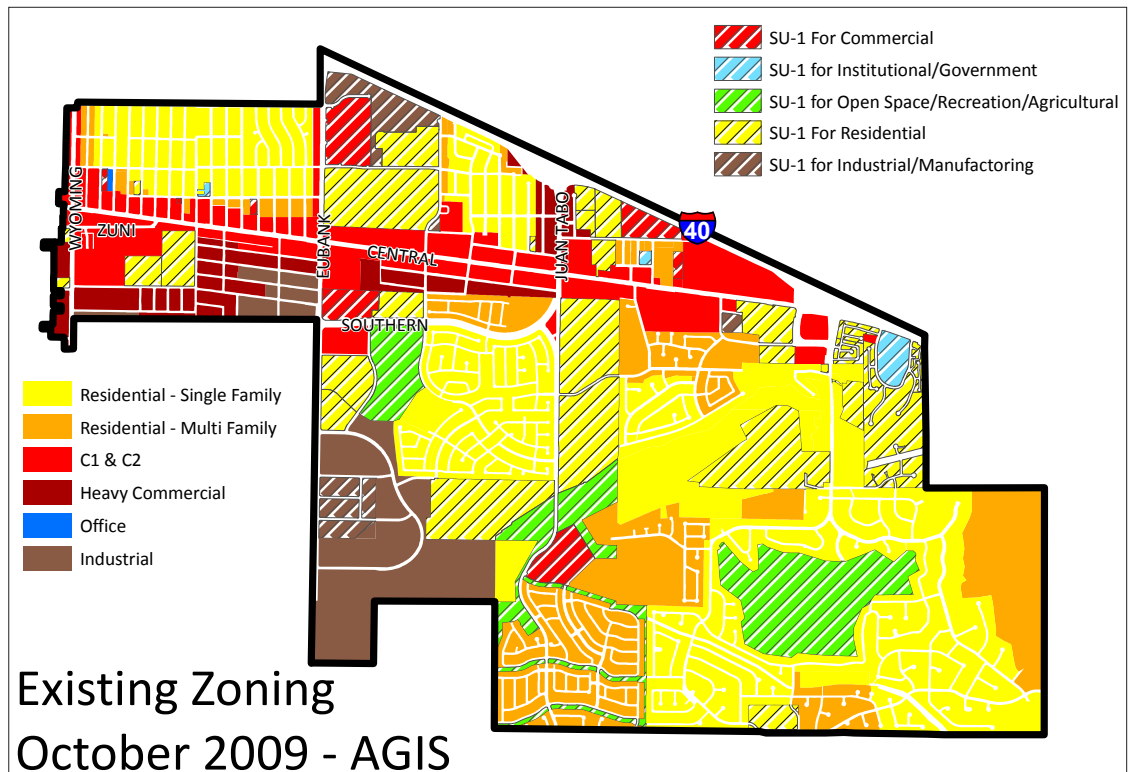 SU-1 For Commercial
SU-1 for Institutional/Government
SU-1 for Open Space/Recreation/Agricultural
SU-1 For Residential
SU-1 for Industrial/Manufactoring
WYOMING
ZUNI
EUBANK
CENTRAL
JUAN TABO
40
SOUTHERN
Residential - Single Family
Residential - Multi Family
C1 & C2
Heavy Commercial
Office
Industrial
Existing Zoning
October 2009 - AGIS